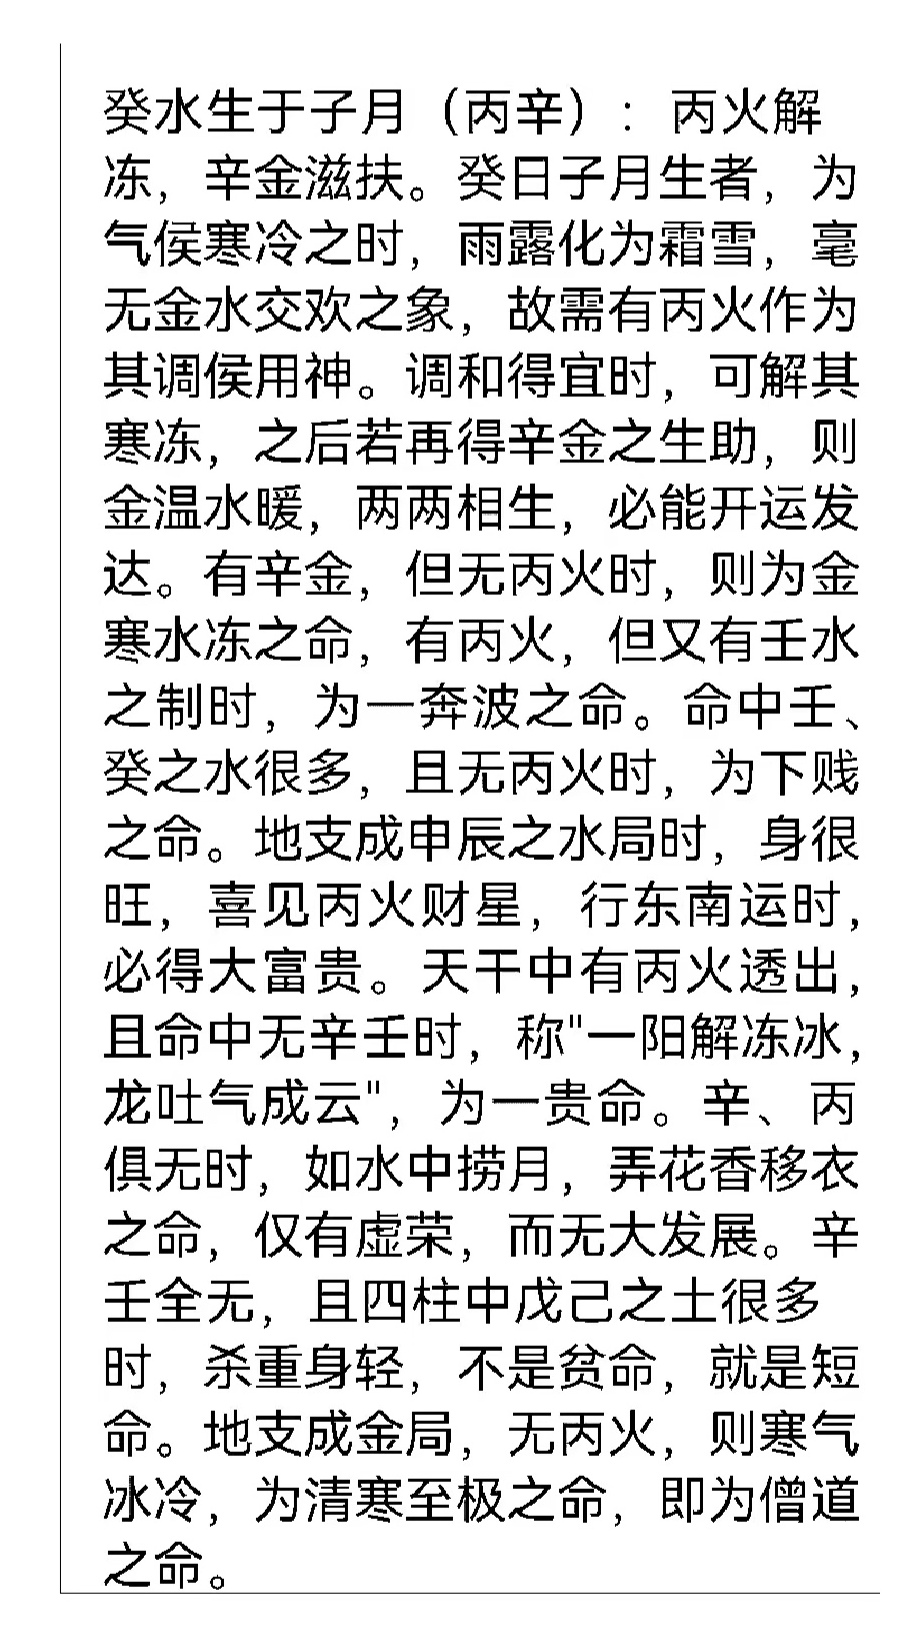 癸水生于子月（丙辛）：丙火解
冻，辛金滋扶。癸日子月生者，为
气侯寒冷之时，雨露化为霜雪，毫
无金水交欢之象，故需有丙火作为
其调侯用神。调和得宜时，可解其
寒冻，之后若再得辛金之生助，则
金温水暖，两两相生，必能开运发
达。有辛金，但无丙火时，则为金
寒水冻之命，有丙火，但又有壬水
之制时，为一奔波之命。命中壬、
癸之水很多，且无丙火时，为下贱
之命。地支成申辰之水局时，身很
旺，喜见丙火财星，行东南运时，
必得大富贵。天干中有丙火透出，
且命中无辛壬时，称"一阳解冻冰，
龙吐气成云"，为一贵命。辛、丙
俱无时，如水中捞月，弄花香移衣
之命，仅有虚荣，而无大发展。辛
壬全无，且四柱中戊己之土很多
时，杀重身轻，不是贫命，就是短
命。地支成金局，无丙火，则寒气
冰冷，为清寒至极之命，即为僧道
之命。